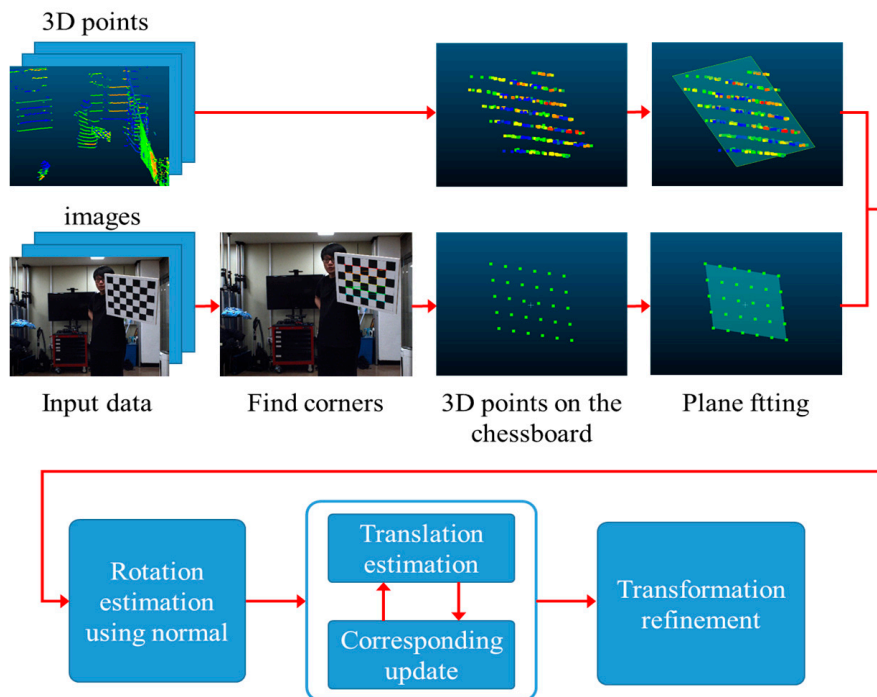 3D points
images
Input data
Find corners
3D points on the
chessboard
Plane ftting
Rotation
estimation
using normal
Translation
estimation
Corresponding
update
Transformation
refinement